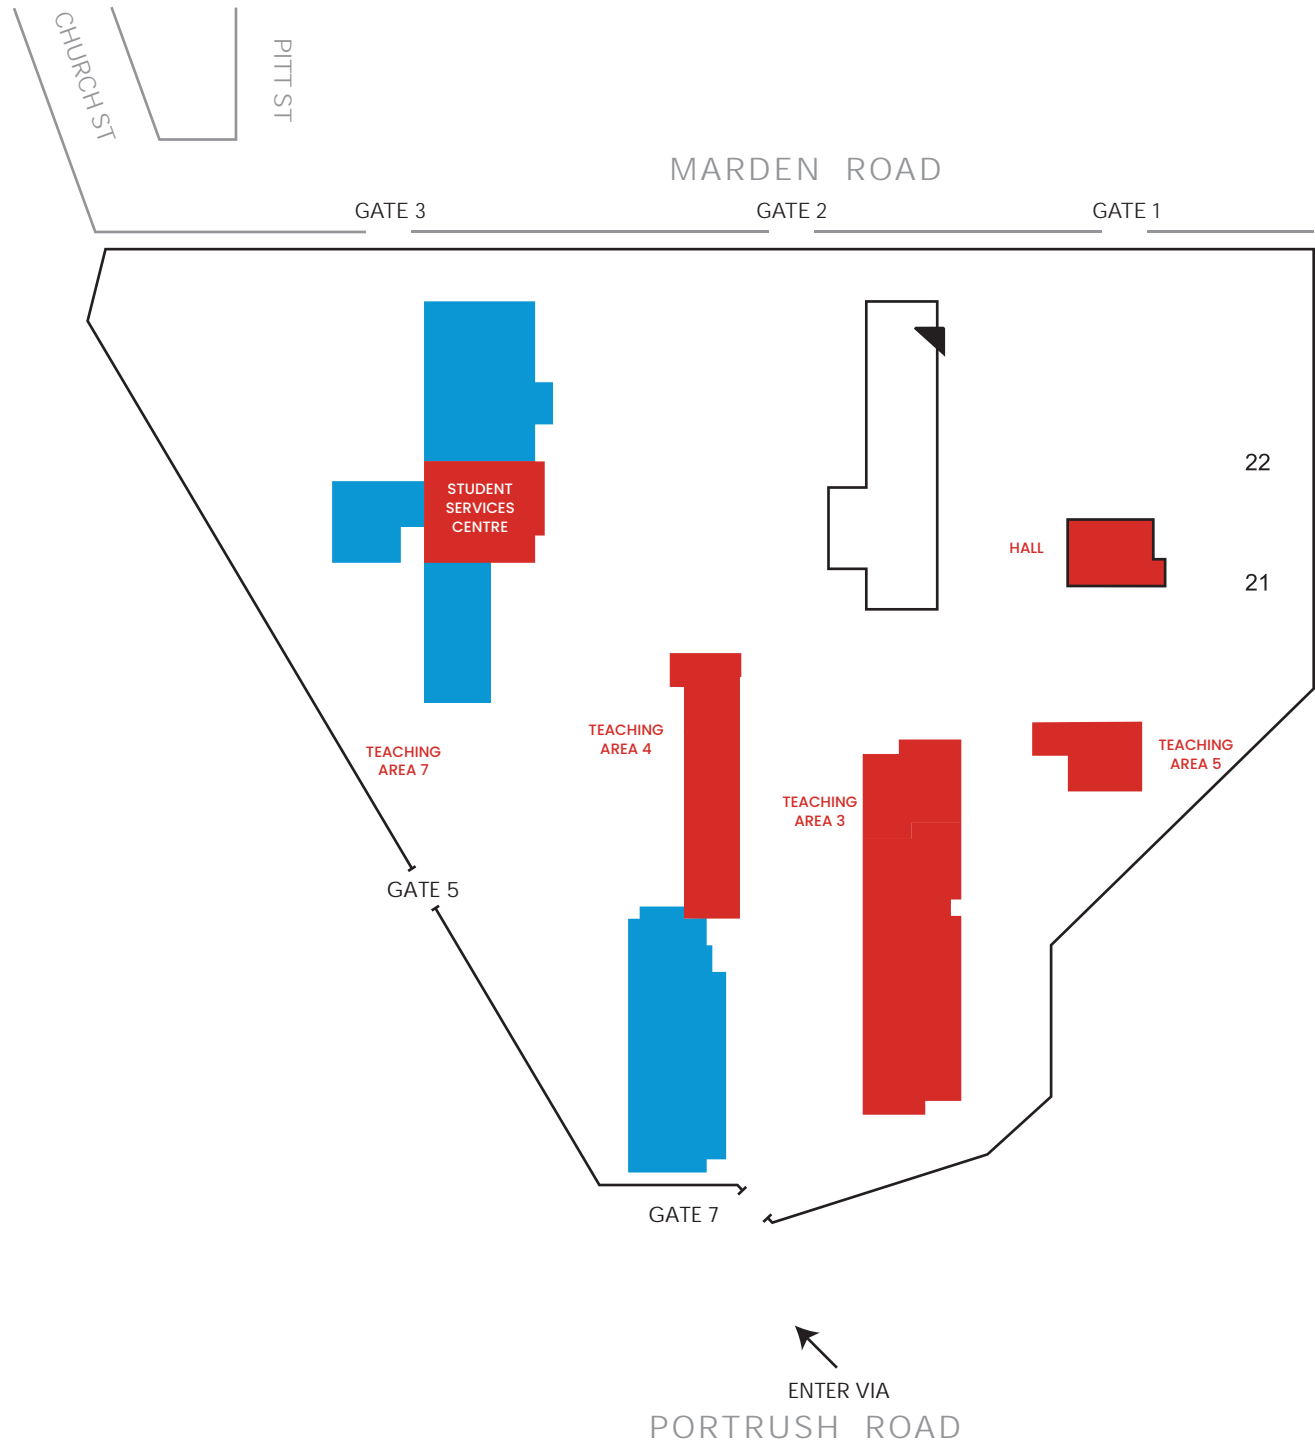 CHURCH ST
PITT ST
MARDEN ROAD
GATE 3
GATE 2
GATE 1
STUDENT
SERVICES
CENTRE
22
HALL
21
TEACHING
AREA 7
TEACHING
AREA 4
TEACHING
AREA 3
TEACHING
AREA 5
GATE 5
GATE 7
ENTER VIA
PORTRUSH ROAD